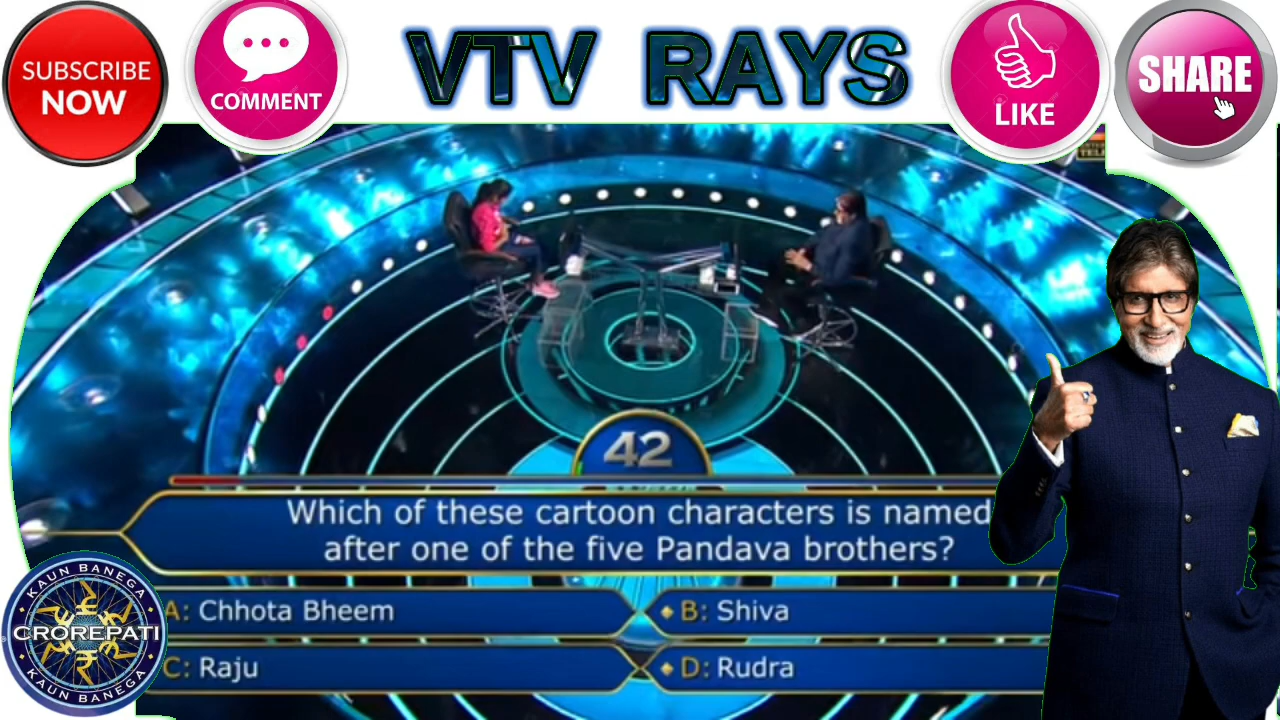 SUBSCRIBE
NOW
COMMENT
VTV RAYS
LIKE
SHARE
42
Which of these cartoon characters is named
after one of the five Pandava brothers?
A: Chhota Bheem
B: Shiva
C: Raju
D: Rudra
KAUN BANEGA
CROREPATI
KAUN BANEGA